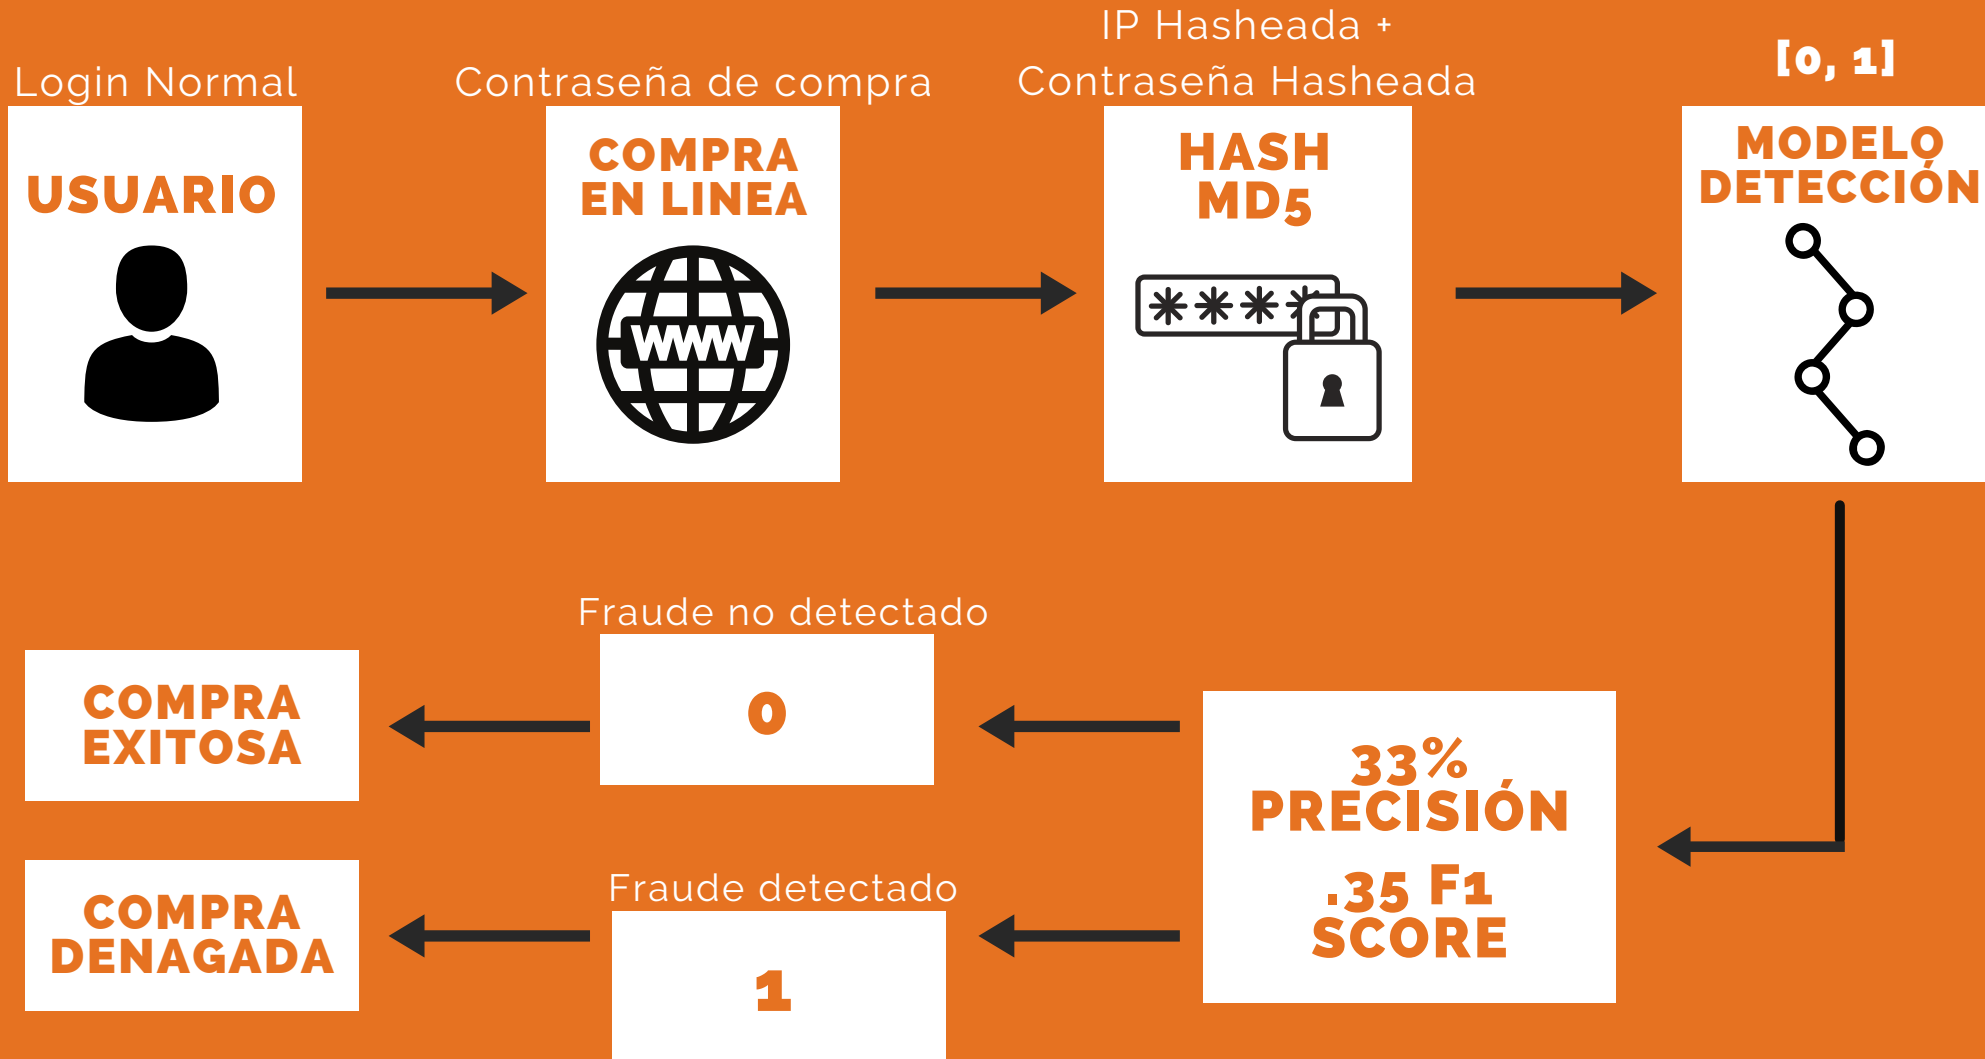 Login Normal
USUARIO
Contraseña de compra
COMPRA
EN LINEA
WWW
IP Hasheada +
Contraseña Hasheada
HASH
MD5
****
[0, 1]
MODELO
DETECCIÓN
33%
PRECISIÓN
.35 F1
SCORE
Fraude no detectado
0
COMPRA
EXITOSA
Fraude detectado
1
COMPRA
DENAGADA